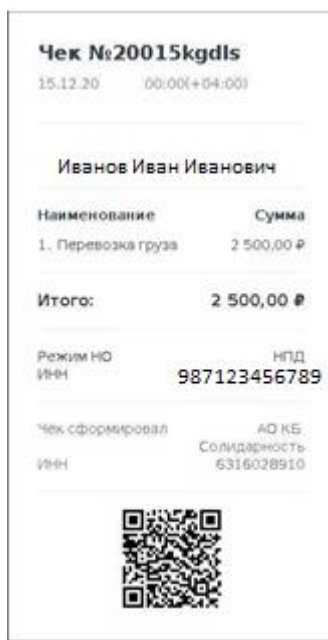 Чек №20015kgdls
15.12.20 00:00(+04:00)
Иванов Иван Иванович
Наименование Сумма
1. Перевозка груза 2 500,00 ₽
Итого: 2 500,00 ₽
Режим НО НПД
ИНН 987123456789
Чек сформировал АО КБ
Солидарность
ИНН 6316028910